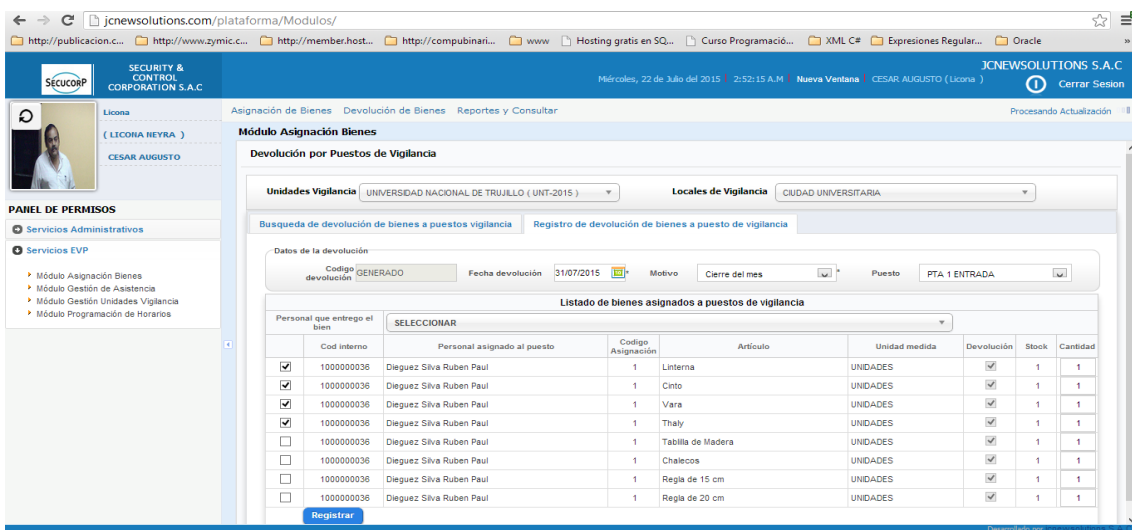 jcnewsolutions.com/plataforma/Modulos/
http://publicacion.c... http://www.zymic.c... http://member.host... http://compubinari... www Hosting gratis en SQ... Curso Programació... XML C# Expresiones Regular... Oracle »
SECUCORP
SECURITY & CONTROL CORPORATION S.A.C
JCNEWSOLUTIONS S.A.C
Miércoles, 22 de Julio del 2015 2:52:15 A.M Nueva Ventana CESAR AUGUSTO ( Licona )
Cerrar Sesion
Licona
( LICONA NEYRA )
CESAR AUGUSTO
Asignación de Bienes Devolución de Bienes Reportes y Consultar
Procesando Actualización
Módulo Asignación Bienes
Devolución por Puestos de Vigilancia
Unidades Vigilancia UNIVERSIDAD NACIONAL DE TRUJILLO ( UNT-2015 ) Locales de Vigilancia CIUDAD UNIVERSITARIA
PANEL DE PERMISOS
Servicios Administrativos
Servicios EVP
Módulo Asignación Bienes
Módulo Gestión de Asistencia
Módulo Gestión Unidades Vigilancia
Módulo Programación de Horarios
Busqueda de devolución de bienes a puestos vigilancia Registro de devolución de bienes a puesto de vigilancia
Datos de la devolución
Codigo devolución GENERADO Fecha devolución 31/07/2015 * Motivo Cierre del mes * Puesto PTA 1 ENTRADA
Listado de bienes asignados a puestos de vigilancia
Personal que entrego el bien SELECCIONAR
Cod interno Personal asignado al puesto Codigo Asignación Artículo Unidad medida Devolución Stock Cantidad
1000000036 Dieguez Silva Ruben Paul 1 Linterna UNIDADES 1 1
1000000036 Dieguez Silva Ruben Paul 1 Cinto UNIDADES 1 1
1000000036 Dieguez Silva Ruben Paul 1 Vara UNIDADES 1 1
1000000036 Dieguez Silva Ruben Paul 1 Thaly UNIDADES 1 1
1000000036 Dieguez Silva Ruben Paul 1 Tablilla de Madera UNIDADES 1 1
1000000036 Dieguez Silva Ruben Paul 1 Chalecos UNIDADES 1 1
1000000036 Dieguez Silva Ruben Paul 1 Regla de 15 cm UNIDADES 1 1
1000000036 Dieguez Silva Ruben Paul 1 Regla de 20 cm UNIDADES 1 1
Registrar